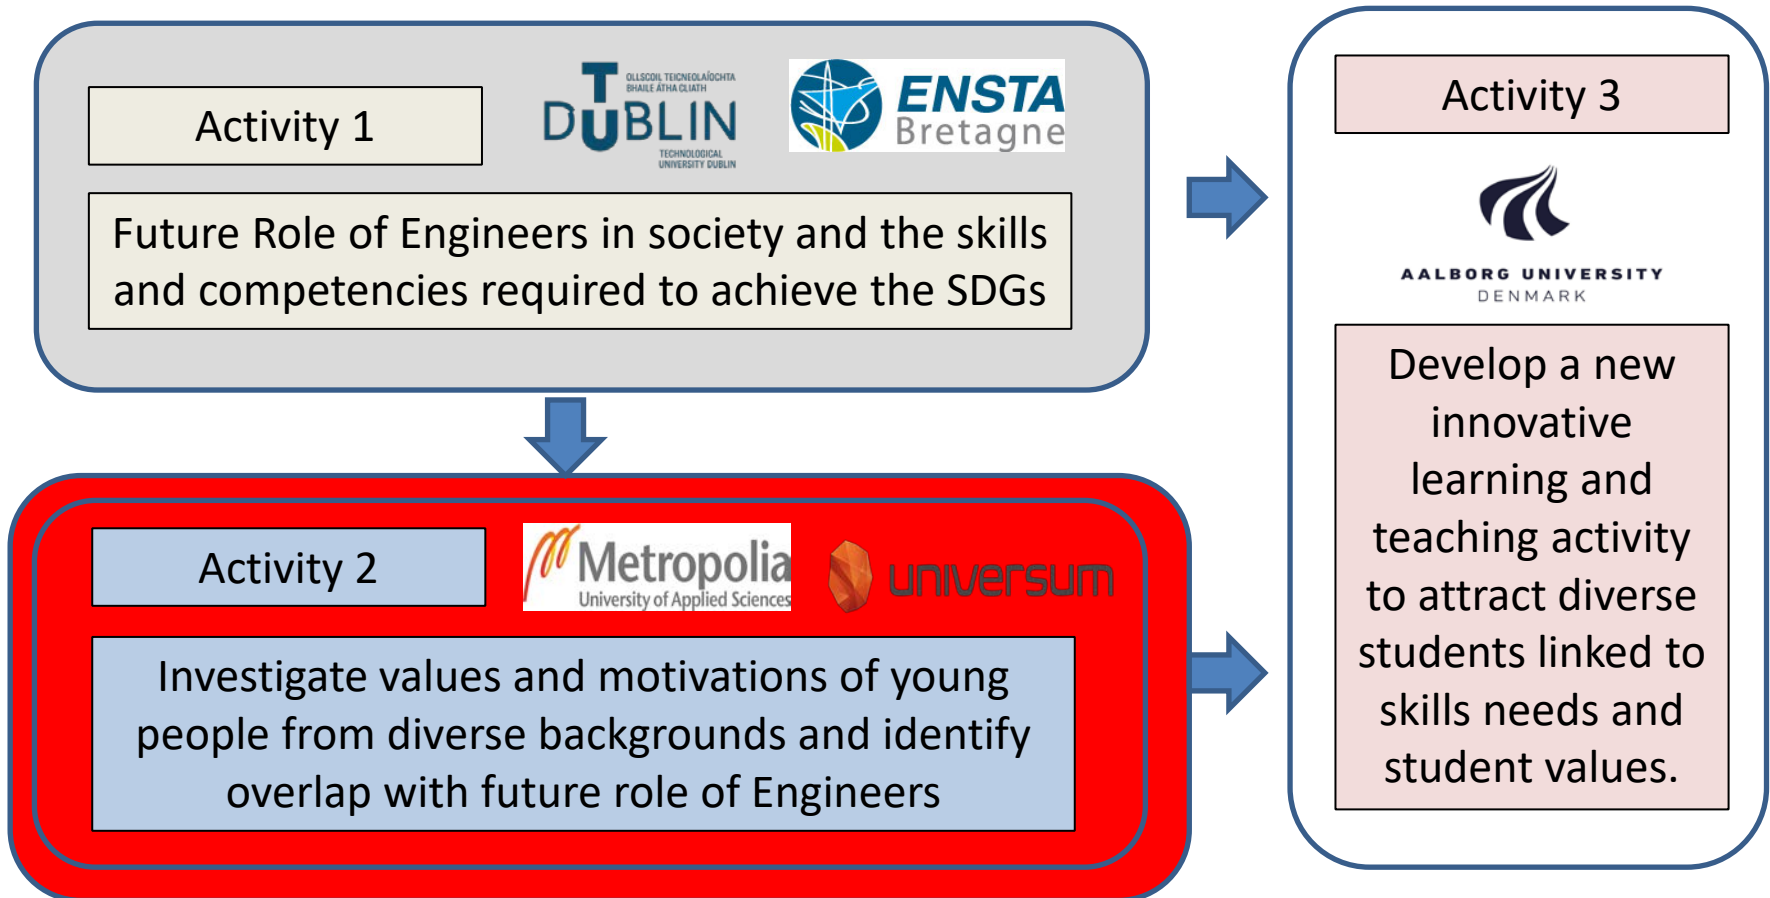 Activity 1
OLLSCOIL TEICNEOLAÍOCHTA
BHAILE ÁTHA CLIATH
T
DUBLIN
TECHNOLOGICAL
UNIVERSITY DUBLIN
ENSTA
Bretagne
Future Role of Engineers in society and the skills
and competencies required to achieve the SDGs
Activity 2
Metropolia
University of Applied Sciences
universum
Investigate values and motivations of young
people from diverse backgrounds and identify
overlap with future role of Engineers
Activity 3
AALBORG UNIVERSITY
DENMARK
Develop a new
innovative
learning and
teaching activity
to attract diverse
students linked to
skills needs and
student values.